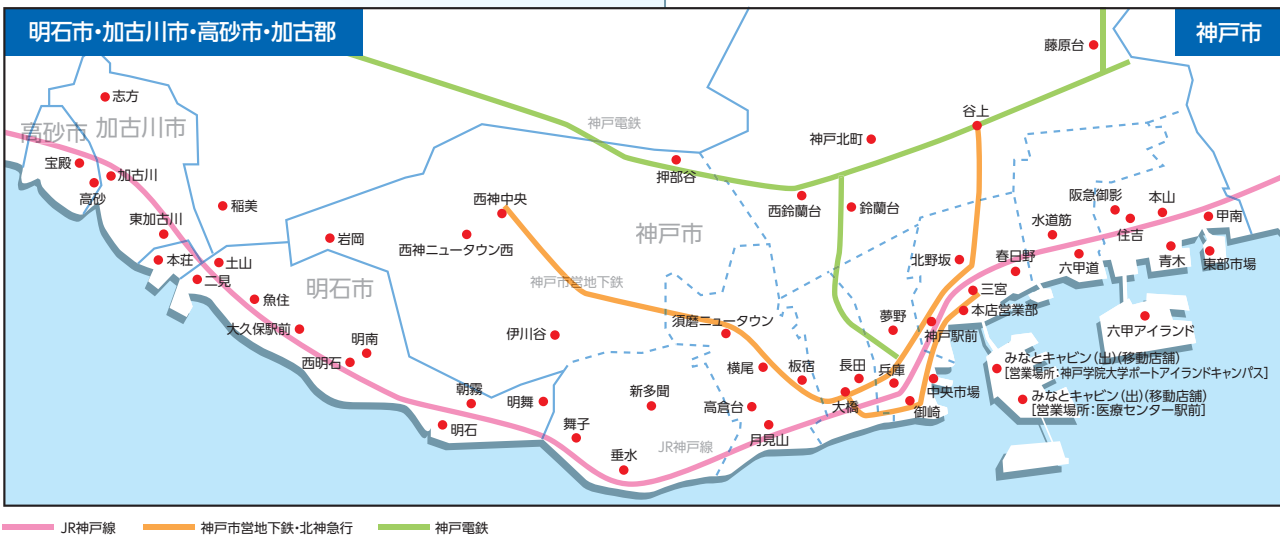 明石市・加古川市・高砂市・加古郡
神戸市
藤原台
志方
高砂市
加古川市
神戸電鉄
谷上
神戸北町
宝殿
加古川
高砂
押部谷
西神中央
西鈴蘭台
鈴蘭台
阪急御影
本山
稲美
東加古川
甲南
水道筋
住吉
岩岡
西神ニュータウン西
神戸市
北野坂
春日野
六甲道
青木
東部市場
本荘
土山
二見
明石市
神戸市営地下鉄
三宮
魚住
本店営業部
大久保駅前
伊川谷
須磨ニュータウン
夢野
神戸駅前
六甲アイランド
明南
西明石
横尾
板宿
長田
兵庫
みなとキャビン(出)(移動店舗)
[営業場所:神戸学院大学ポートアイランドキャンパス]
朝霧
明舞
新多聞
高倉台
大橋
御崎
中央市場
みなとキャビン(出)(移動店舗)
[営業場所:医療センター駅前]
明石
舞子
月見山
垂水
JR神戸線
JR神戸線
神戸市営地下鉄・北神急行
神戸電鉄